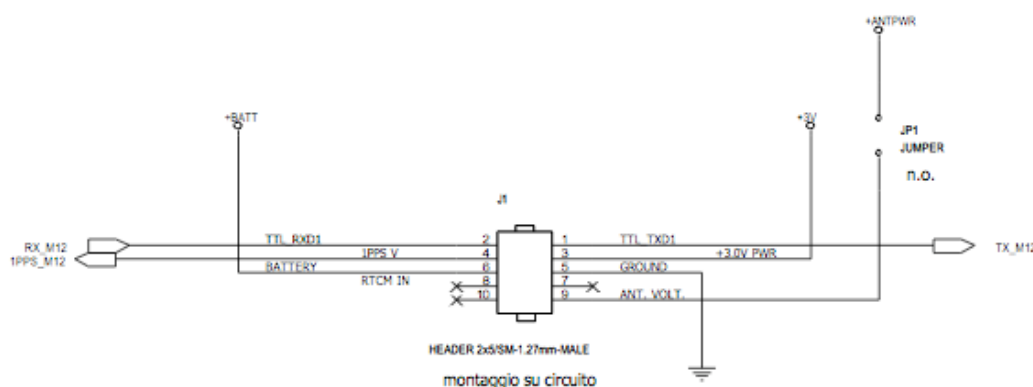 +ANTPWR
+BATT
+3V
JP1
JUMPER
n.o.
J1
RX_M12 TTL_RXD1 2 1 TTL_TXD1 TX_M12
1PPS_M12 1PPS V 4 3 +3.0V PWR
BATTERY 6 5 GROUND
RTCM IN 8 7
10 9 ANT. VOLT.
HEADER 2x5/SM-1.27mm-MALE
montaggio su circuito